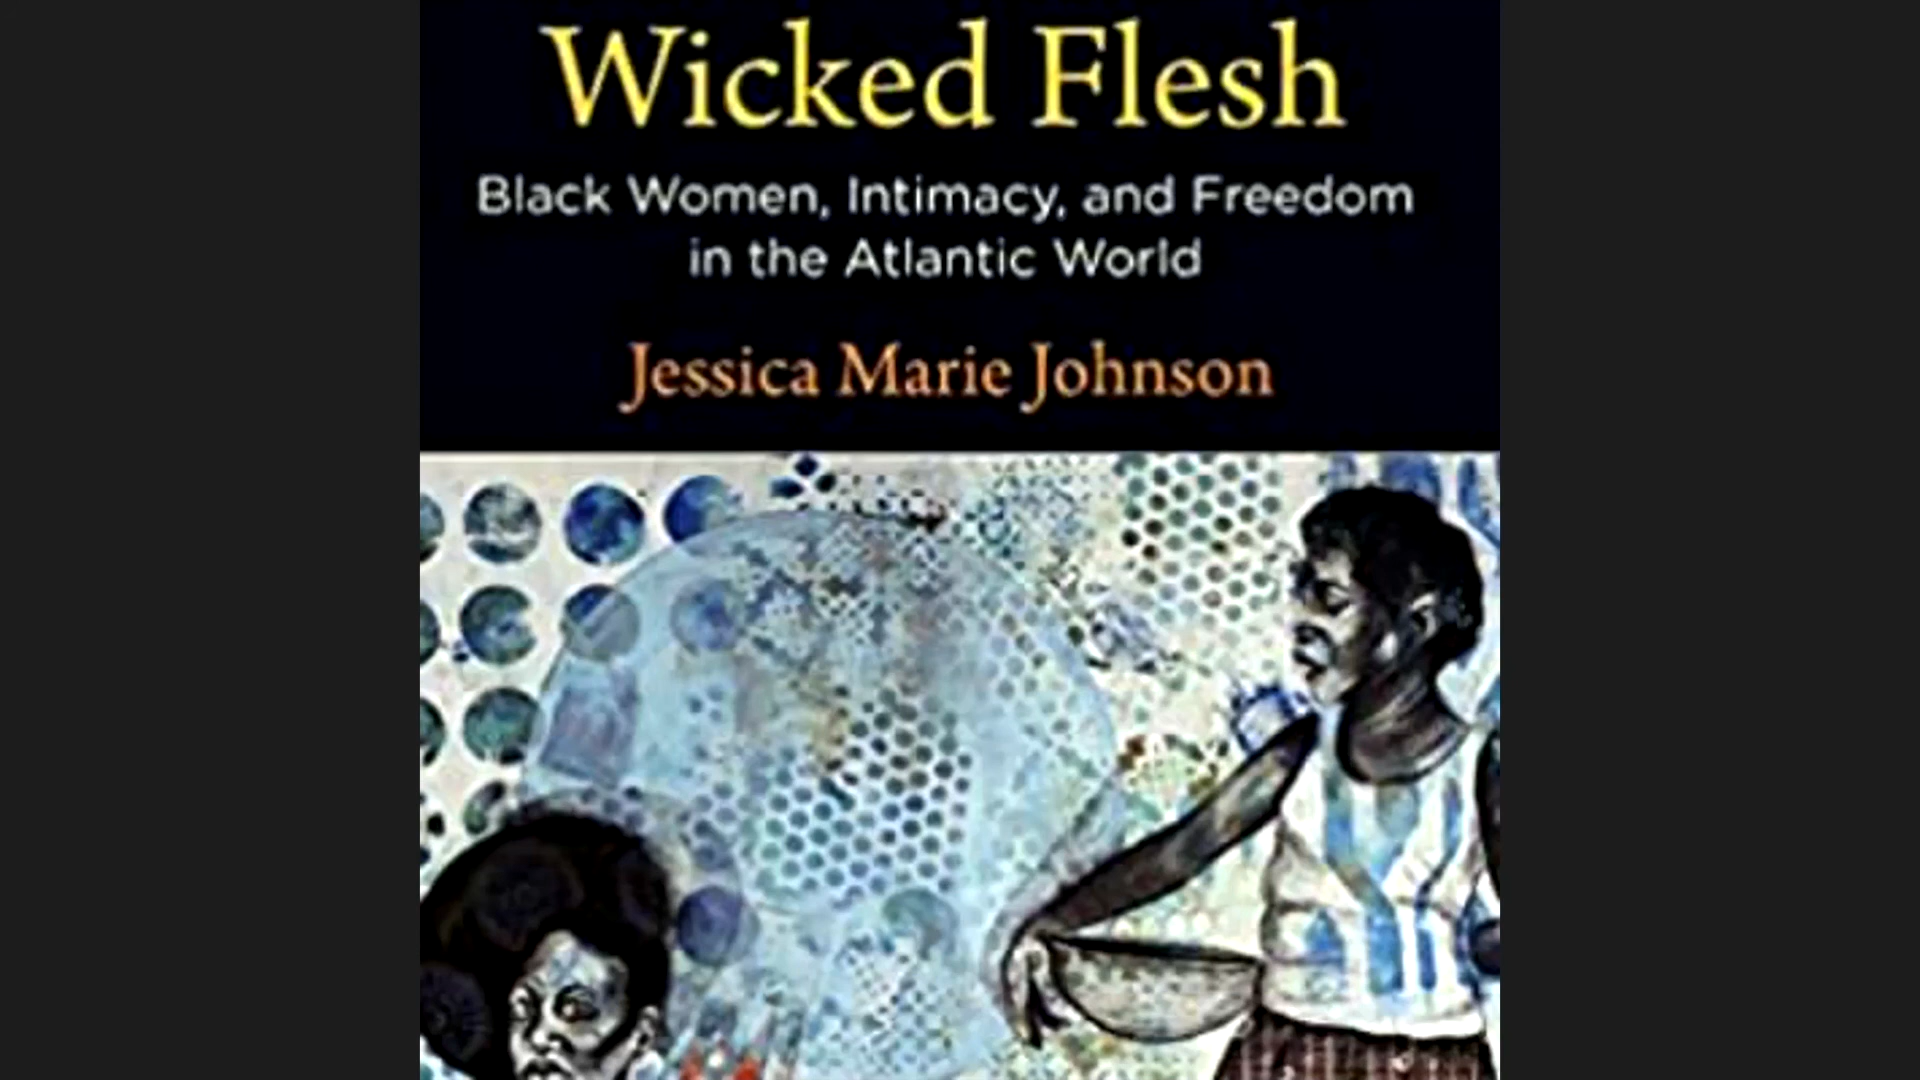 Wicked Flesh
Black Women, Intimacy, and Freedom
in the Atlantic World
Jessica Marie Johnson